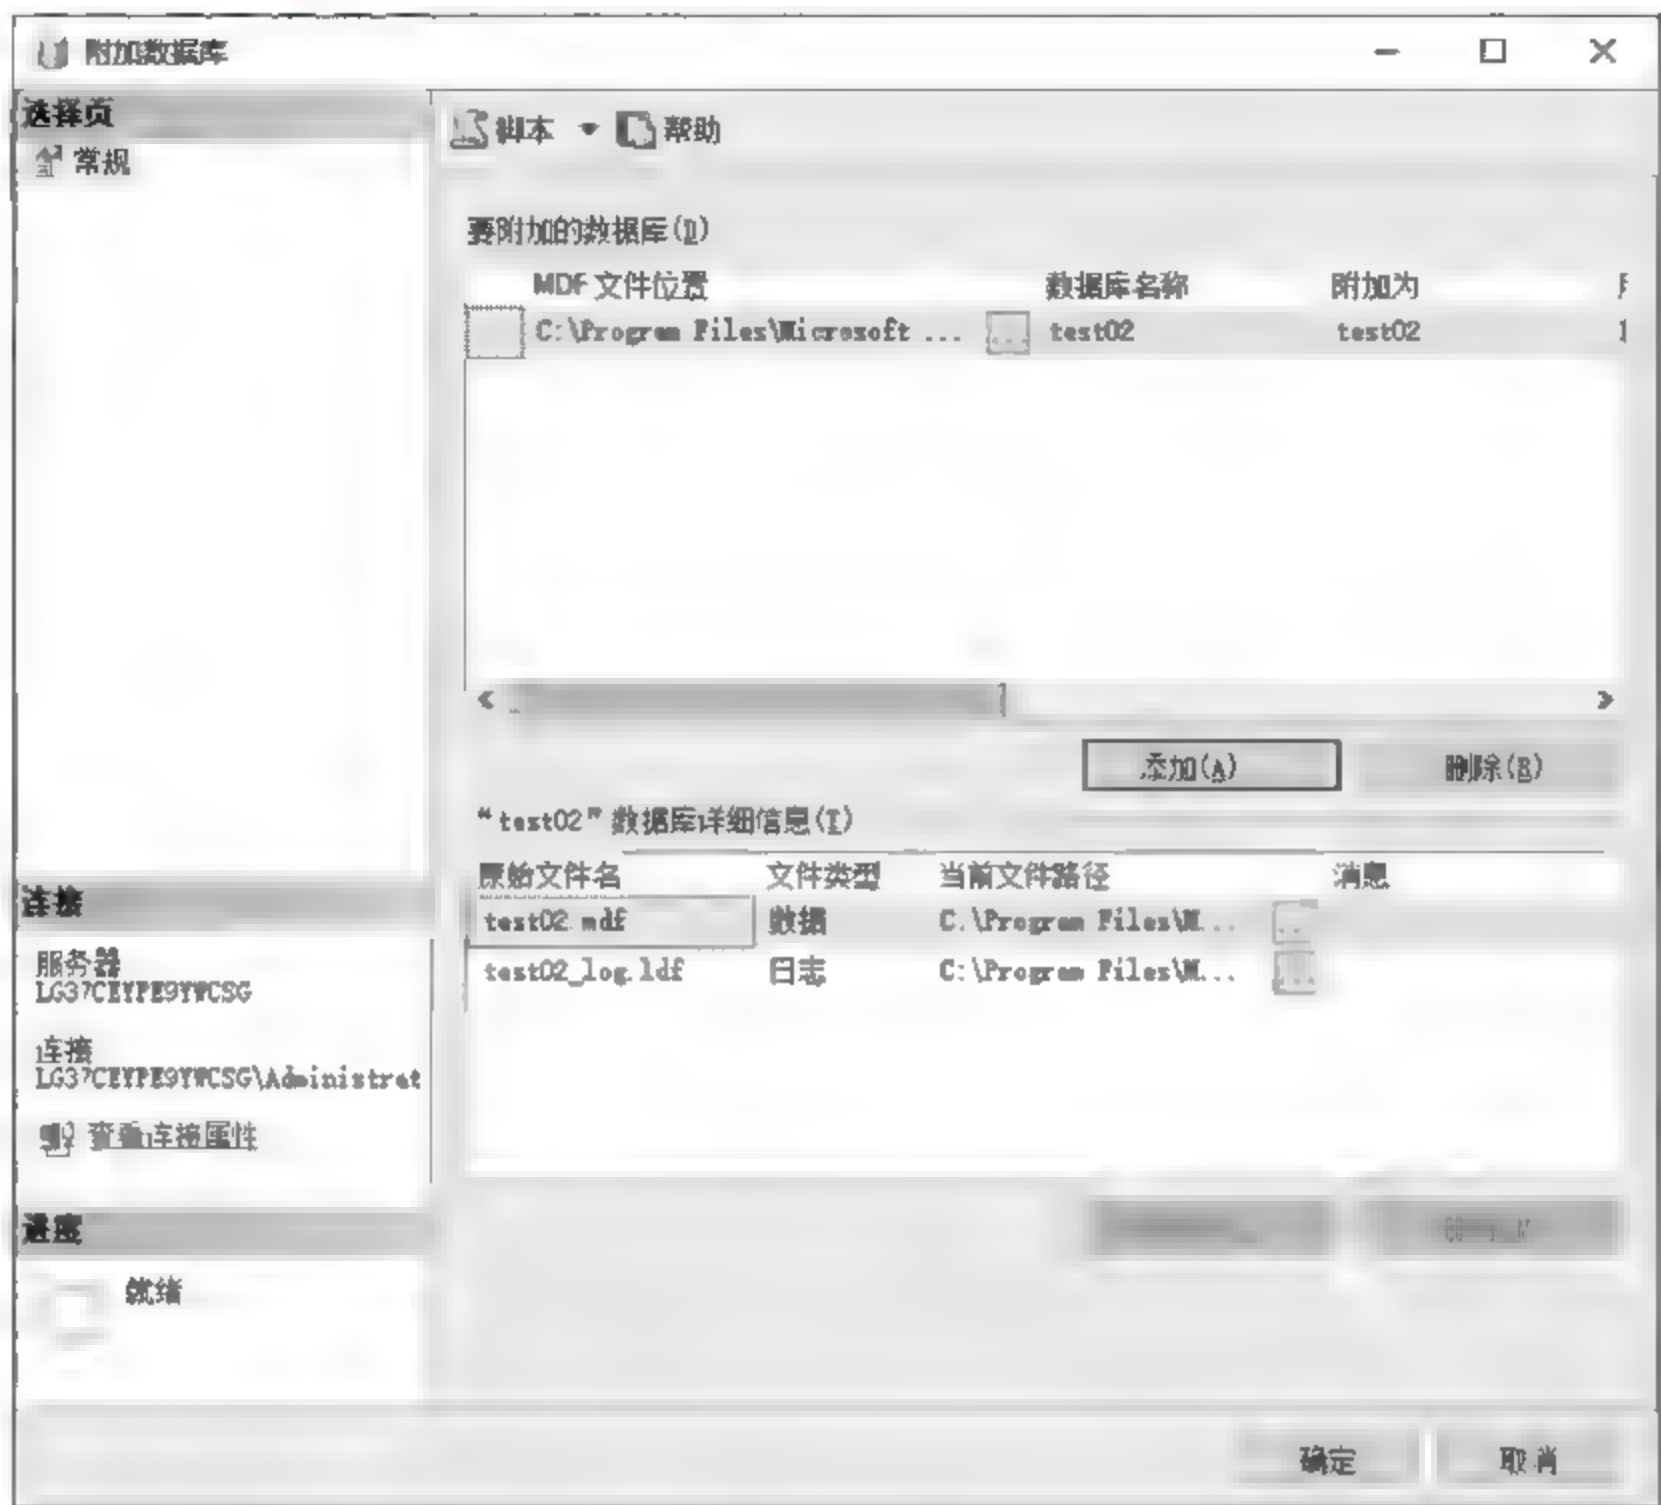 附加数据库
选择页
常规
脚本 帮助
要附加的数据库(D)
MDF 文件位置 数据库名称 附加为
C:\Program Files\Microsoft ... ... test02 test02
添加(A) 删除(R)
“test02”数据库详细信息(T)
原始文件名 文件类型 当前文件路径 消息
test02.mdf 数据 C:\Program Files\M... ...
test02_log.ldf 日志 C:\Program Files\M... ...
连接
服务器
LG37CEYPE9YWCSG
连接
LG37CEYPE9YWCSG\Administrat
查看连接属性
进度
就绪
确定 取消